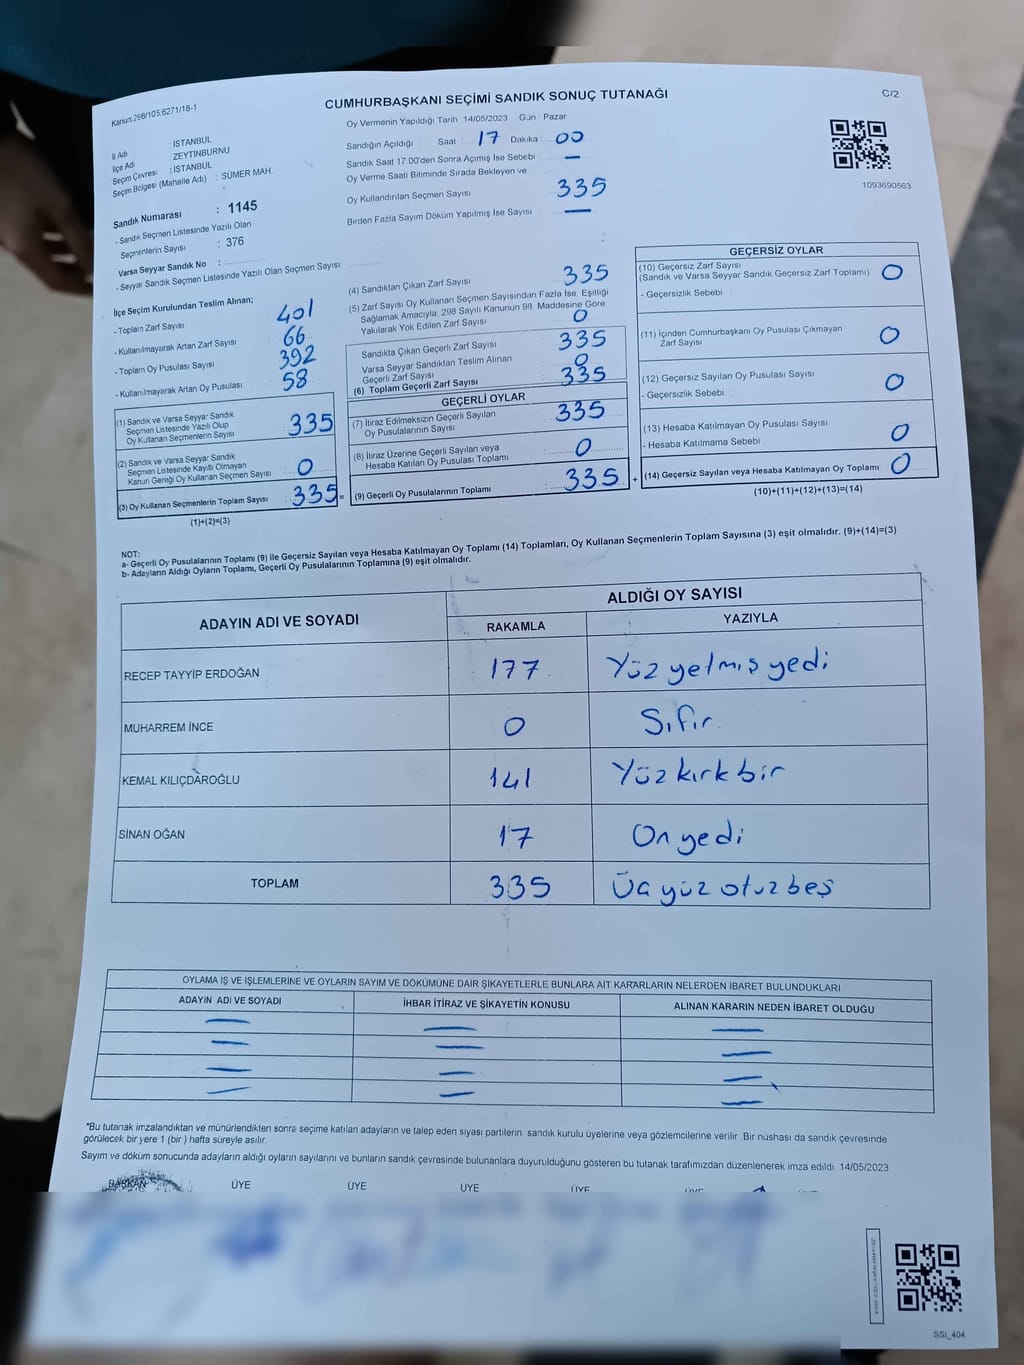 Kanun:298/105;6271/18-1
CUMHURBAŞKANI SEÇİMİ SANDIK SONUÇ TUTANAĞI
C/2
İl Adı İSTANBUL
İlçe Adı : ZEYTİNBURNU
Seçim Çevresi : İSTANBUL
Seçim Bölgesi (Mahalle Adı) : SÜMER MAH.
Sandık Numarası : 1145
- Sandık Seçmen Listesinde Yazılı Olan
Seçmenlerin Sayısı : 376
Varsa Seyyar Sandık No :
- Seyyar Sandık Seçmen Listesinde Yazılı Olan Seçmen Sayısı:
Oy Vermenin Yapıldığı Tarih 14/05/2023 Gün : Pazar
Sandığın Açıldığı Saat : 17 Dakika : 00
Sandık Saat 17.00'den Sonra Açımış İse Sebebi —
Oy Verme Saati Bitiminde Sırada Bekleyen ve
Oy Kullandırılan Seçmen Sayısı 335
Birden Fazla Sayım Döküm Yapılmış İse Sayısı —
1093690563
İlçe Seçim Kurulundan Teslim Alınan;
- Toplam Zarf Sayısı 401
- Kullanılmayarak Artan Zarf Sayısı 66
- Toplam Oy Pusulası Sayısı 392
- Kullanılmayarak Artan Oy Pusulası 58
(1) Sandık ve Varsa Seyyar Sandık
Seçmen Listesinde Yazılı Olup
Oy Kullanan Seçmenlerin Sayısı 335
(2) Sandık ve Varsa Seyyar Sandık
Seçmen Listesinde Kayıtlı Olmayan
Kanun Gereği Oy Kullanan Seçmen Sayısı 0
(3) Oy Kullanan Seçmenlerin Toplam Sayısı 335 =
(1)+(2)=(3)
(4) Sandıktan Çıkan Zarf Sayısı 335
(5) Zarf Sayısı Oy Kullanan Seçmen Sayısından Fazla İse, Eşitliği
Sağlamak Amacıyla, 298 Sayılı Kanunun 98. Maddesine Göre
Yakılarak Yok Edilen Zarf Sayısı 0
Sandıkta Çıkan Geçerli Zarf Sayısı 335
Varsa Seyyar Sandıktan Teslim Alınan
Geçerli Zarf Sayısı 0
(6) Toplam Geçerli Zarf Sayısı 335
GEÇERLİ OYLAR
(7) İtiraz Edilmeksizin Geçerli Sayılan
Oy Pusulalarının Sayısı 335
(8) İtiraz Üzerine Geçerli Sayılan veya
Hesaba Katılan Oy Pusulası Toplamı 0
(9) Geçerli Oy Pusulalarının Toplamı 335 +
GEÇERSİZ OYLAR
(10) Geçersiz Zarf Sayısı
(Sandık ve Varsa Seyyar Sandık Geçersiz Zarf Toplamı) 0
- Geçersizlik Sebebi
(11) İçinden Cumhurbaşkanı Oy Pusulası Çıkmayan
Zarf Sayısı 0
(12) Geçersiz Sayılan Oy Pusulası Sayısı 0
- Geçersizlik Sebebi
(13) Hesaba Katılmayan Oy Pusulası Sayısı 0
- Hesaba Katılmama Sebebi
(14) Geçersiz Sayılan veya Hesaba Katılmayan Oy Toplamı 0
(10)+(11)+(12)+(13)=(14)
NOT:
a- Geçerli Oy Pusulalarının Toplamı (9) ile Geçersiz Sayılan veya Hesaba Katılmayan Oy Toplamı (14) Toplamları, Oy Kullanan Seçmenlerin Toplam Sayısına (3) eşit olmalıdır. (9)+(14)=(3)
b- Adayların Aldığı Oyların Toplamı, Geçerli Oy Pusulalarının Toplamına (9) eşit olmalıdır.
ADAYIN ADI VE SOYADI ALDIĞI OY SAYISI
RAKAMLA YAZIYLA
RECEP TAYYİP ERDOĞAN 177 Yüz yetmiş yedi
MUHARREM İNCE 0 Sıfır
KEMAL KILIÇDAROĞLU 141 Yüz kırk bir
SİNAN OĞAN 17 On yedi
TOPLAM 335 Üç yüz otuz beş
OYLAMA İŞ VE İŞLEMLERİNE VE OYLARIN SAYIM VE DÖKÜMÜNE DAİR ŞİKAYETLERLE BUNLARA AİT KARARLARIN NELERDEN İBARET BULUNDUKLARI
ADAYIN ADI VE SOYADI İHBAR İTİRAZ VE ŞİKAYETİN KONUSU ALINAN KARARIN NEDEN İBARET OLDUĞU
— — —
— — —
— — —
— — —
*Bu tutanak imzalandıktan ve mühürlendikten sonra seçime katılan adayların ve talep eden siyasi partilerin sandık kurulu üyelerine veya gözlemcilerine verilir. Bir nüshası da sandık çevresinde
görülecek bir yere 1 (bir) hafta süreyle asılır.
Sayım ve döküm sonucunda adayların aldığı oyların sayılarını ve bunların sandık çevresinde bulunanlara duyurulduğunu gösteren bu tutanak tarafımızdan düzenlenerek imza edildi. 14/05/2023
BAŞKAN ÜYE ÜYE ÜYE ÜYE ÜYE
SSI_404